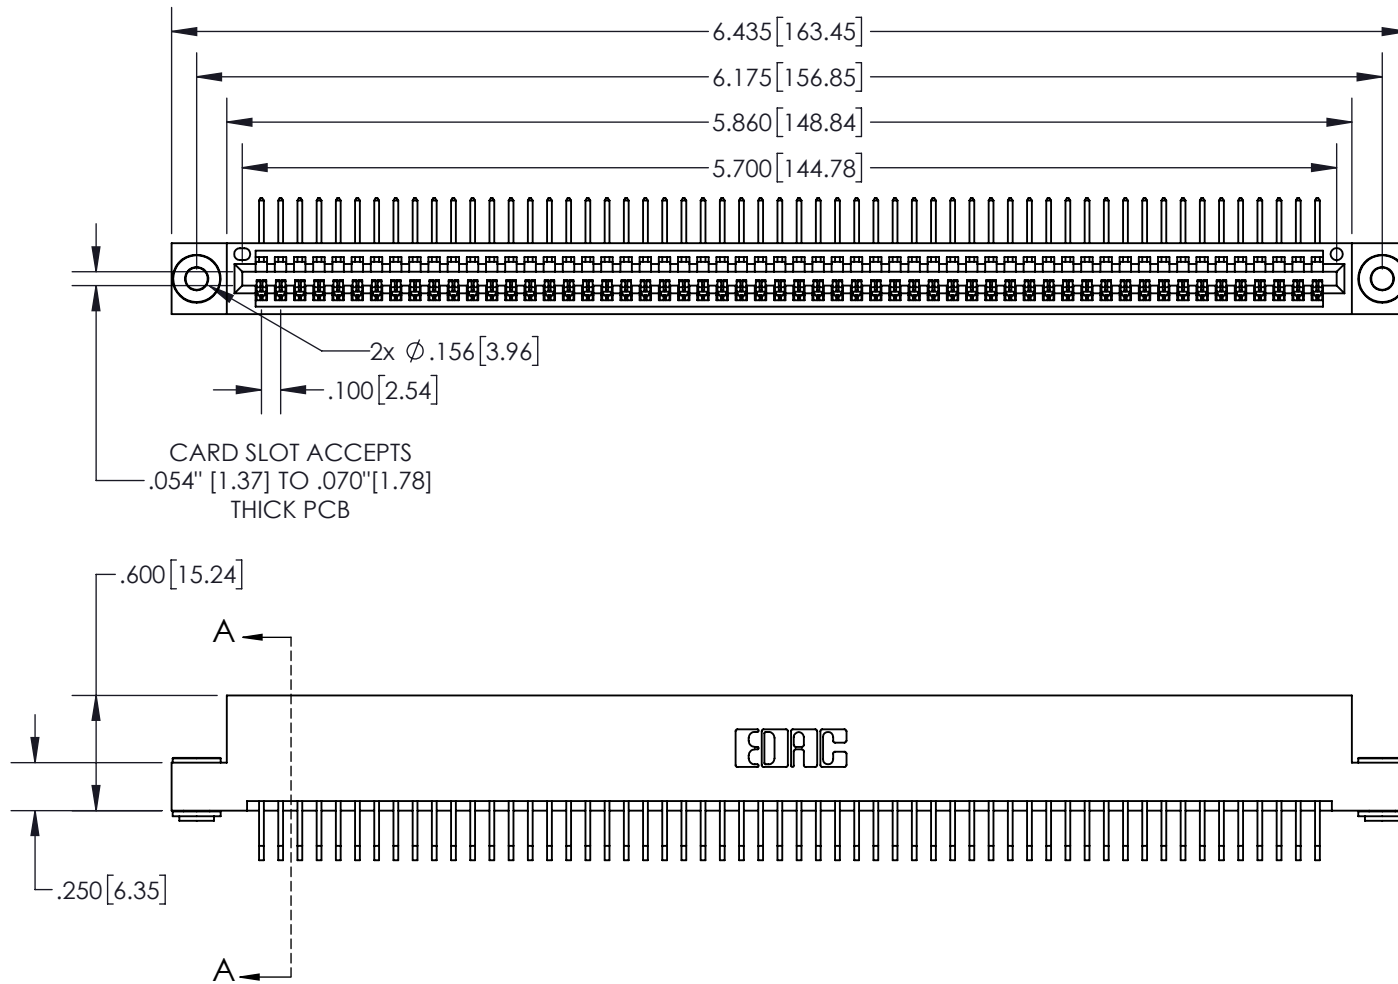 6.435[163.45]
6.175[156.85]
5.860[148.84]
5.700[144.78]
2x ⌀.156[3.96]
.100[2.54]
CARD SLOT ACCEPTS
.054" [1.37] TO .070"[1.78]
THICK PCB
.600[15.24]
A
EDAC
.250[6.35]
A